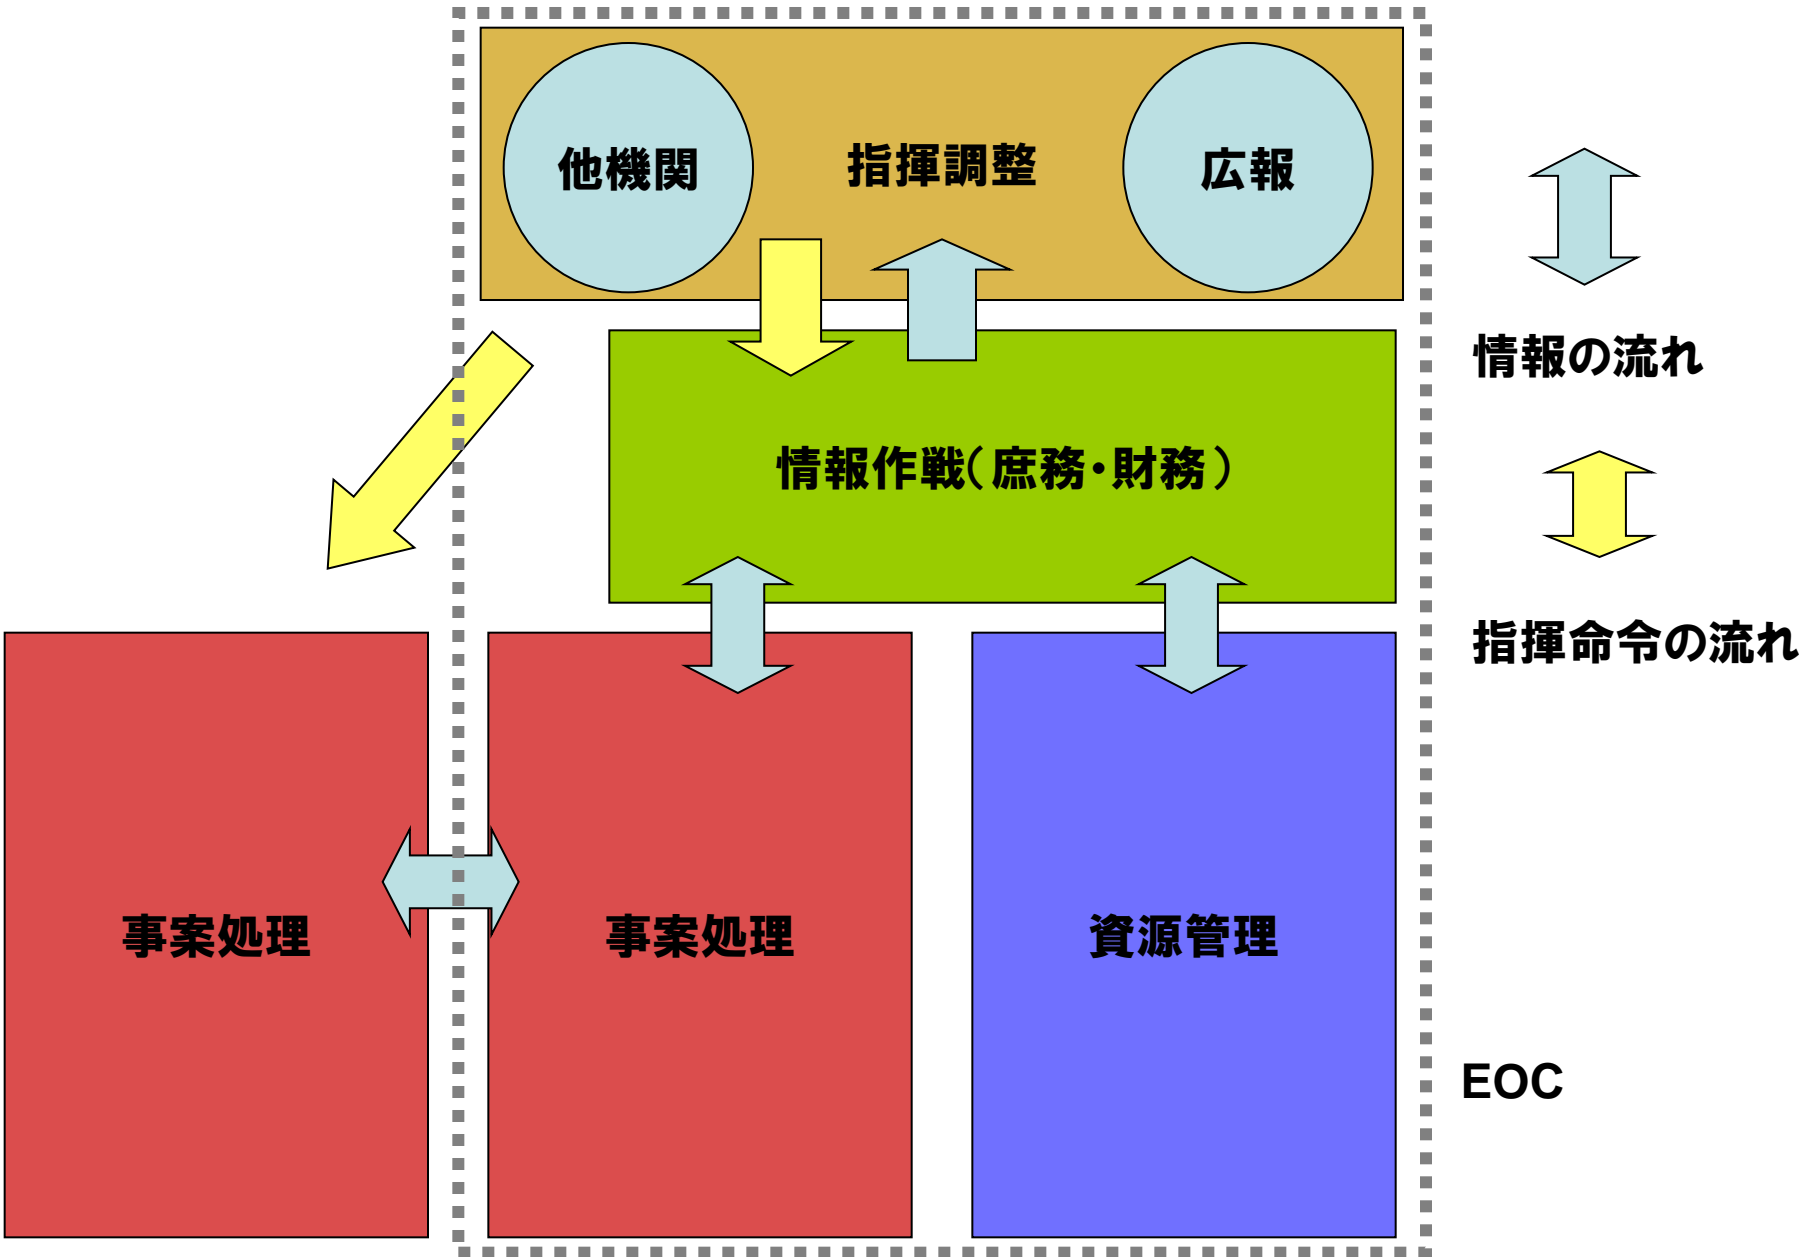 他機関
指揮調整
広報
情報の流れ
情報作戦(庶務・財務)
指揮命令の流れ
事案処理
事案処理
資源管理
EOC